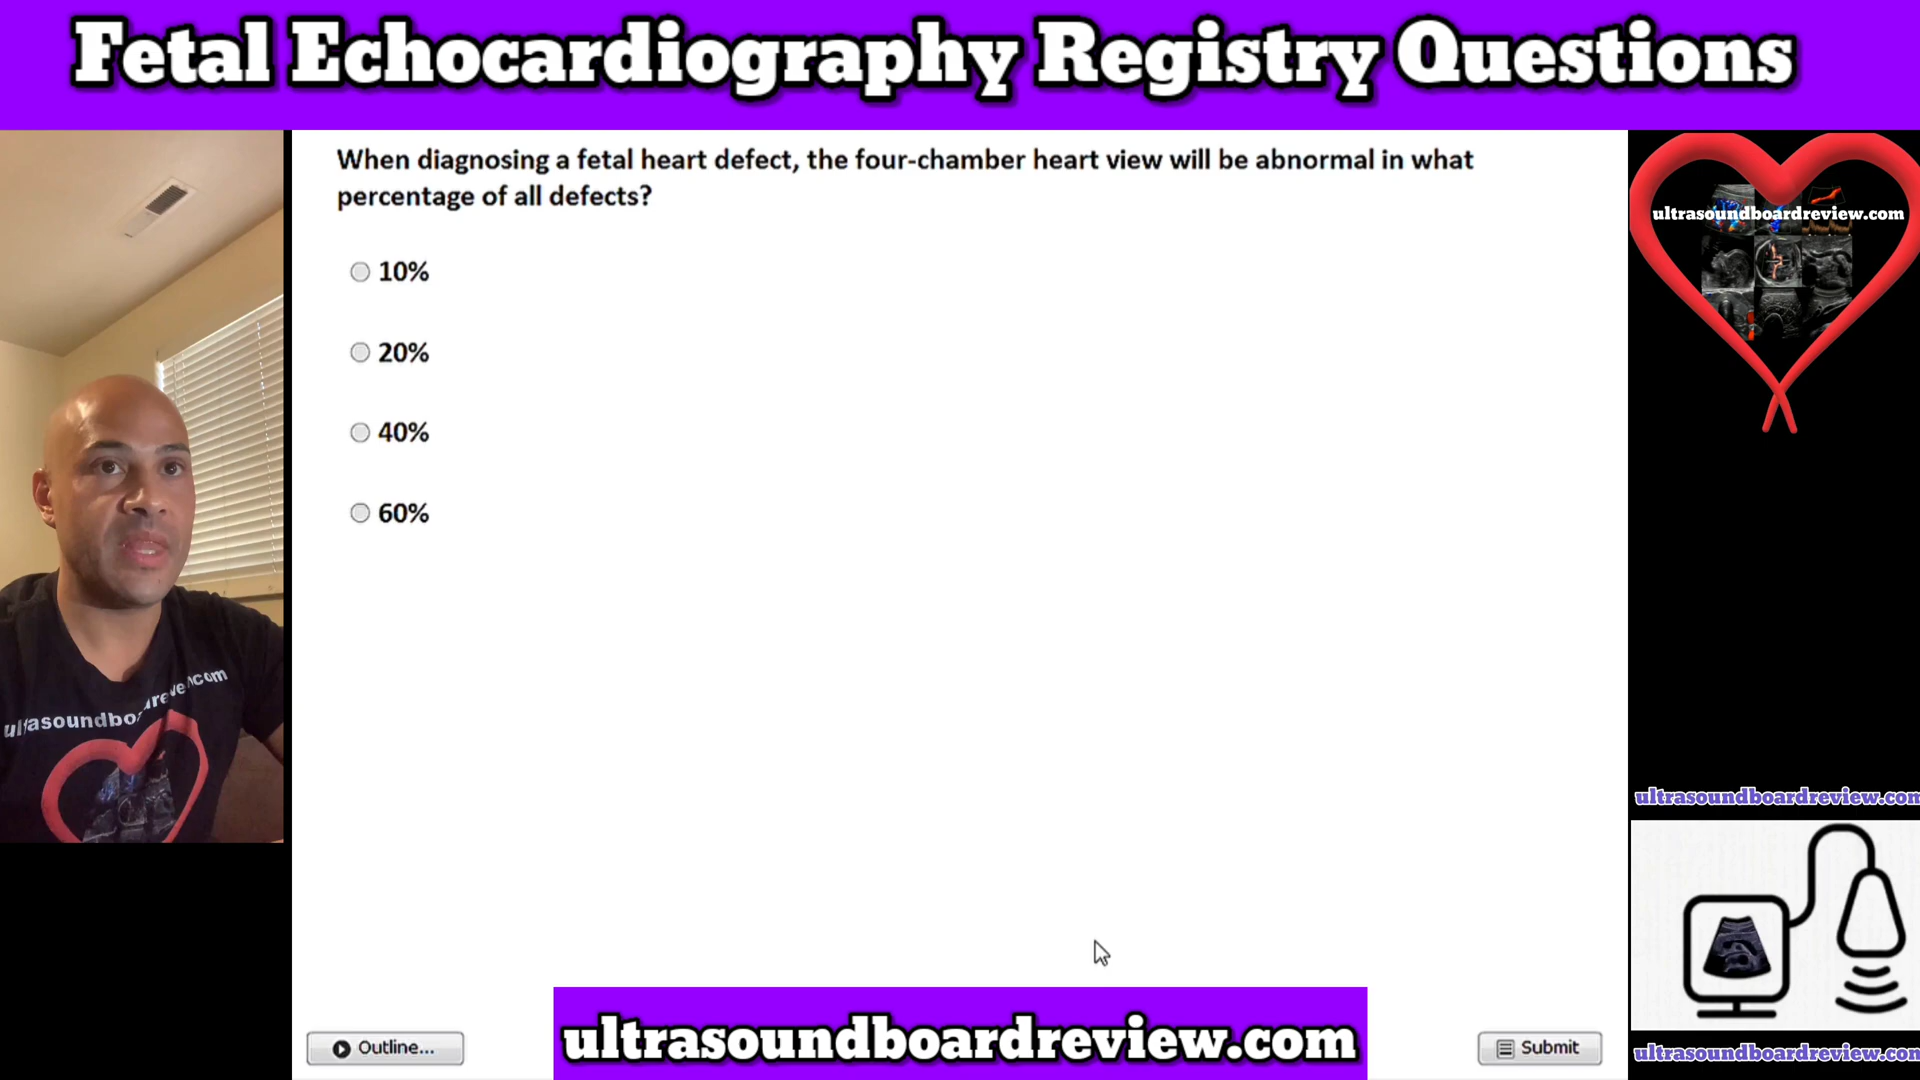 Fetal Echocardiography Registry Questions
When diagnosing a fetal heart defect, the four-chamber heart view will be abnormal in what
percentage of all defects?
10%
20%
40%
60%
Outline...
Submit
ultrasoundboardreview.com
ultrasoundboardreview.com
ultrasoundboardreview.com
ultrasoundboardreview.com